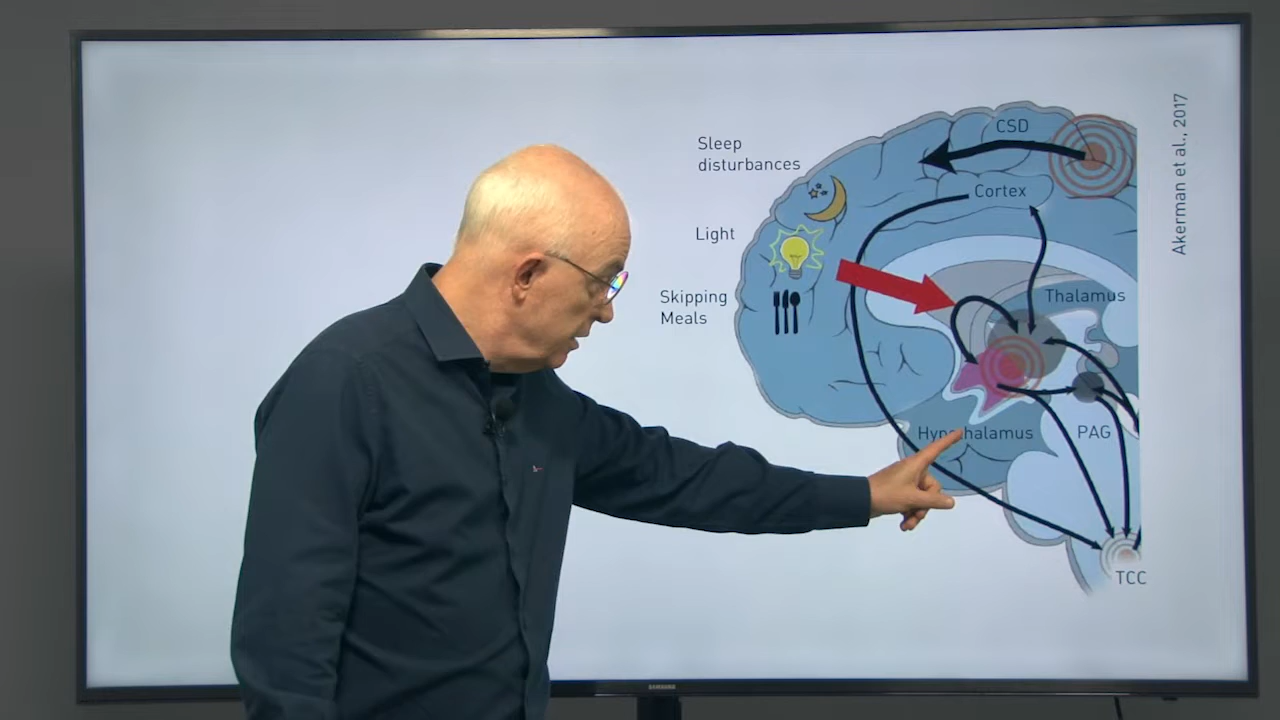 Sleep
disturbances
Light
Skipping
Meals
CSD
Cortex
Thalamus
Hypothalamus
PAG
TCC
Akerman et al., 2017
SAMSUNG